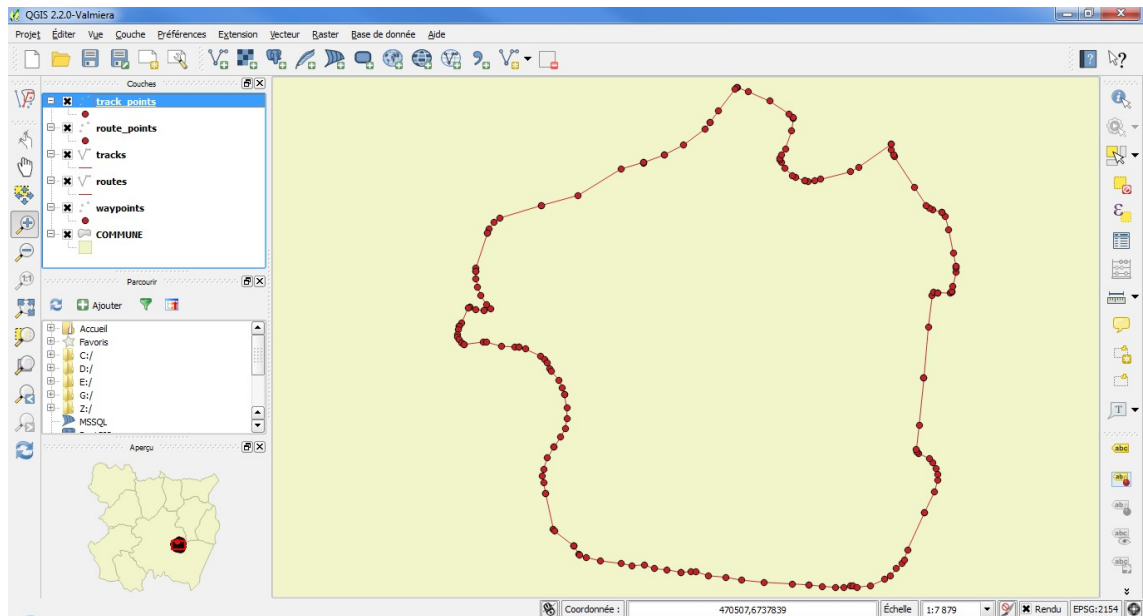 QGIS 2.2.0-Valmiera
Projet Éditer Vue Couche Préférences Extension Vecteur Raster Base de donnée Aide
Couches
track_points
route_points
tracks
routes
waypoints
COMMUNE
Parcourir
Ajouter
Accueil
Favoris
C:/
D:/
E:/
G:/
Z:/
MSSQL
Aperçu
T
abc
Coordonnée : 470507,6737839 Échelle 1:7 879 Rendu EPSG:2154